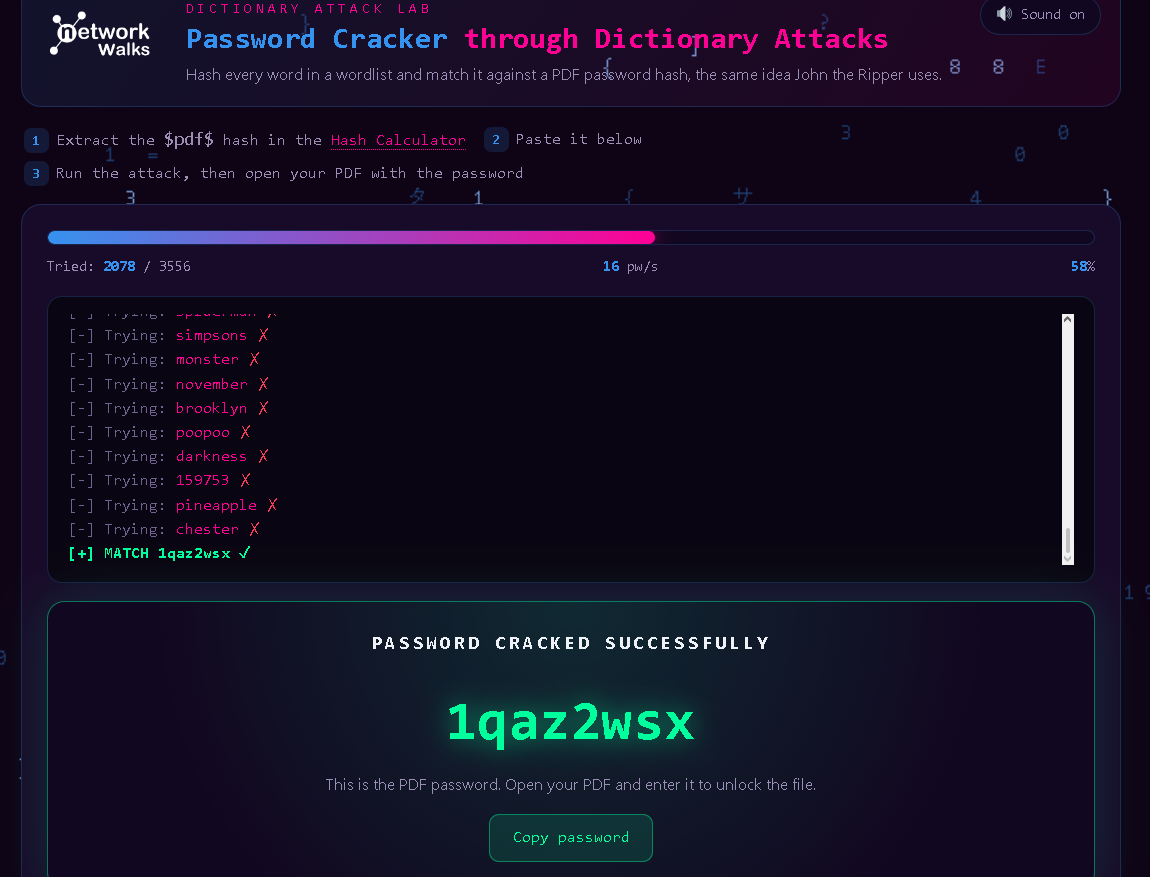 DICTIONARY ATTACK LAB
network
Walks
Sound on
Password Cracker through Dictionary Attacks
Hash every word in a wordlist and match it against a PDF password hash, the same idea John the Ripper uses.
1 Extract the $pdf$ hash in the Hash Calculator 2 Paste it below
3 Run the attack, then open your PDF with the password
Tried: 2078 / 3556 16 pw/s 58%
[-] Trying: spiderman X
[-] Trying: simpsons X
[-] Trying: monster X
[-] Trying: november X
[-] Trying: brooklyn X
[-] Trying: poopoo X
[-] Trying: darkness X
[-] Trying: 159753 X
[-] Trying: pineapple X
[-] Trying: chester X
[+] MATCH 1qaz2wsx ✓
PASSWORD CRACKED SUCCESSFULLY
1qaz2wsx
This is the PDF password. Open your PDF and enter it to unlock the file.
Copy password